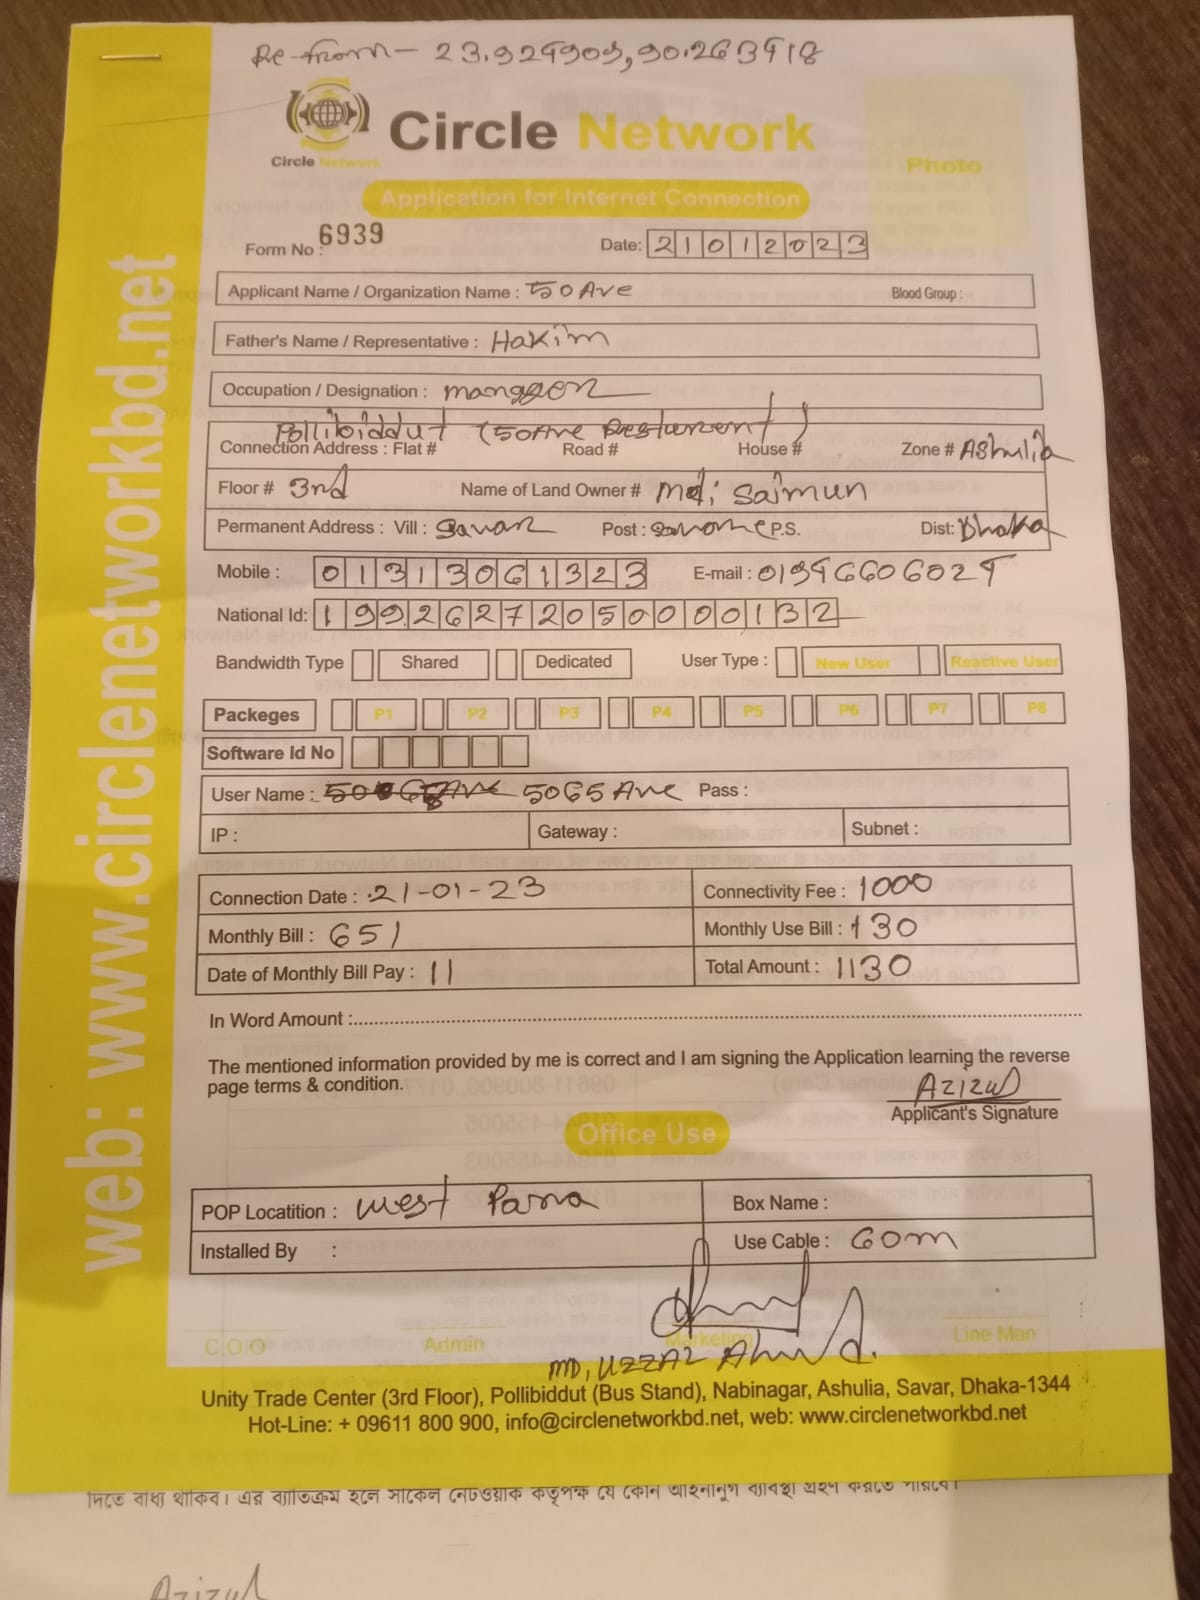 Re-from - 23.929909, 90.263918
Circle Network
Circle Network
Photo
Application for Internet Connection
Form No : 6939
Date: 21012023
Applicant Name / Organization Name : 50 Ave
Blood Group :
Father's Name / Representative : Hakim
Occupation / Designation :
Pollibiddut (50 Ave Resturent)
Connection Address : Flat # Road # House # Zone # Ashulia
Floor # 3rd Name of Land Owner # Md; Saimun
Permanent Address : Vill : Savar Post : P.S. Dist: Dhaka
Mobile : 01313061323 E-mail :
National Id: 19926272050000132
Bandwidth Type Shared Dedicated User Type : New User Reactive User
Packeges P1 P2 P3 P4 P5 P6 P7 P8
Software Id No
User Name : 5065 Ave Pass :
IP : Gateway : Subnet :
Connection Date : 21-01-23 Connectivity Fee : 1000
Monthly Bill : 651 Monthly Use Bill : 130
Date of Monthly Bill Pay : 11 Total Amount : 1130
In Word Amount :
The mentioned information provided by me is correct and I am signing the Application learning the reverse
page terms & condition.
Azizul
Applicant's Signature
Office Use
POP Locatition : West Parra Box Name :
Installed By : Use Cable : 60m
C.O.O Admin Marketing Line Man
MD, UZZAL Ahmed.
Unity Trade Center (3rd Floor), Pollibiddut (Bus Stand), Nabinagar, Ashulia, Savar, Dhaka-1344
Hot-Line: + 09611 800 900, info@circlenetworkbd.net, web: www.circlenetworkbd.net
web: www.circlenetworkbd.net
দিতে বাধ্য থাকিব। এর ব্যতিক্রম হলে সার্কেল নেটওয়ার্ক কর্তৃপক্ষ যে কোন আইনানুগ ব্যবস্থা গ্রহণ করতে পারবে।
Azizul